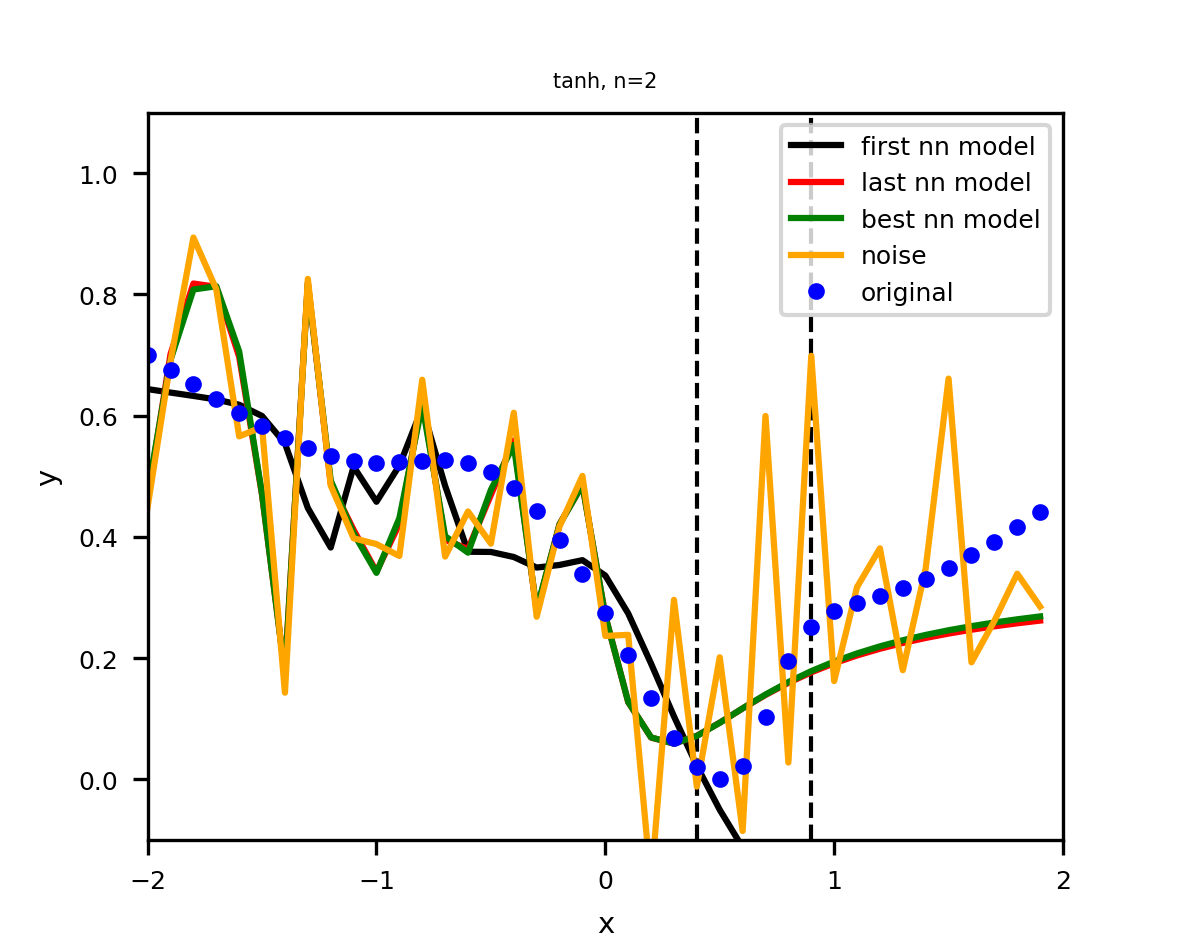 tanh, n=2
first nn model
last nn model
best nn model
noise
original
y
1.0
0.8
0.6
0.4
0.2
0.0
−2
−1
0
1
2
x